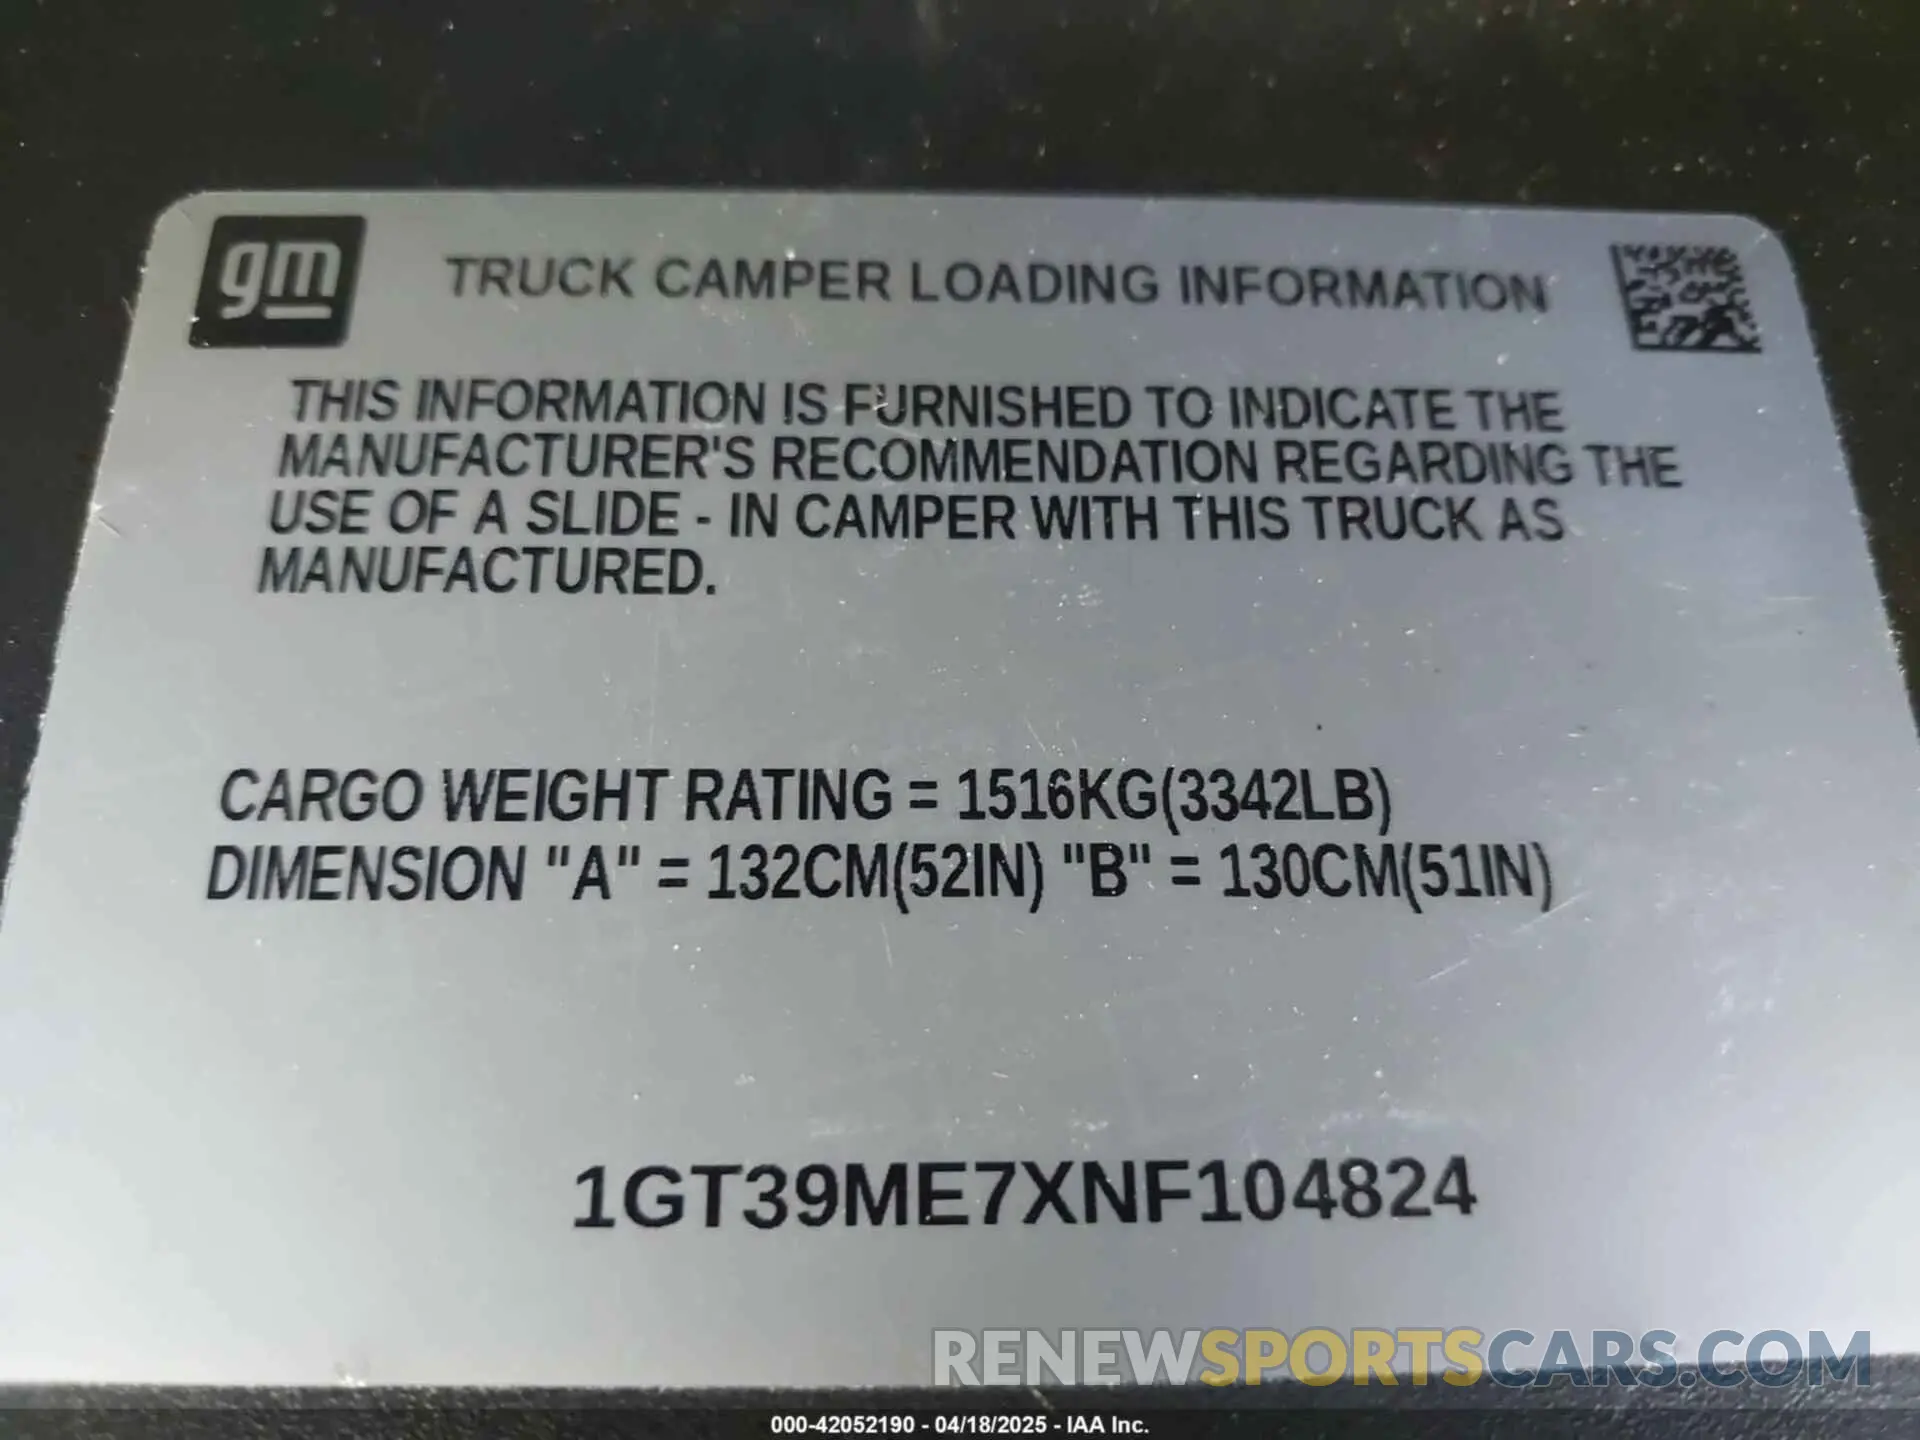 gm
TRUCK CAMPER LOADING INFORMATION
THIS INFORMATION IS FURNISHED TO INDICATE THE
MANUFACTURER'S RECOMMENDATION REGARDING THE
USE OF A SLIDE - IN CAMPER WITH THIS TRUCK AS
MANUFACTURED.
CARGO WEIGHT RATING = 1516KG(3342LB)
DIMENSION "A" = 132CM(52IN) "B" = 130CM(51IN)
1GT39ME7XNF104824
RENEWSPORTSCARS.COM
000-42052190 - 04/18/2025 - IAA Inc.